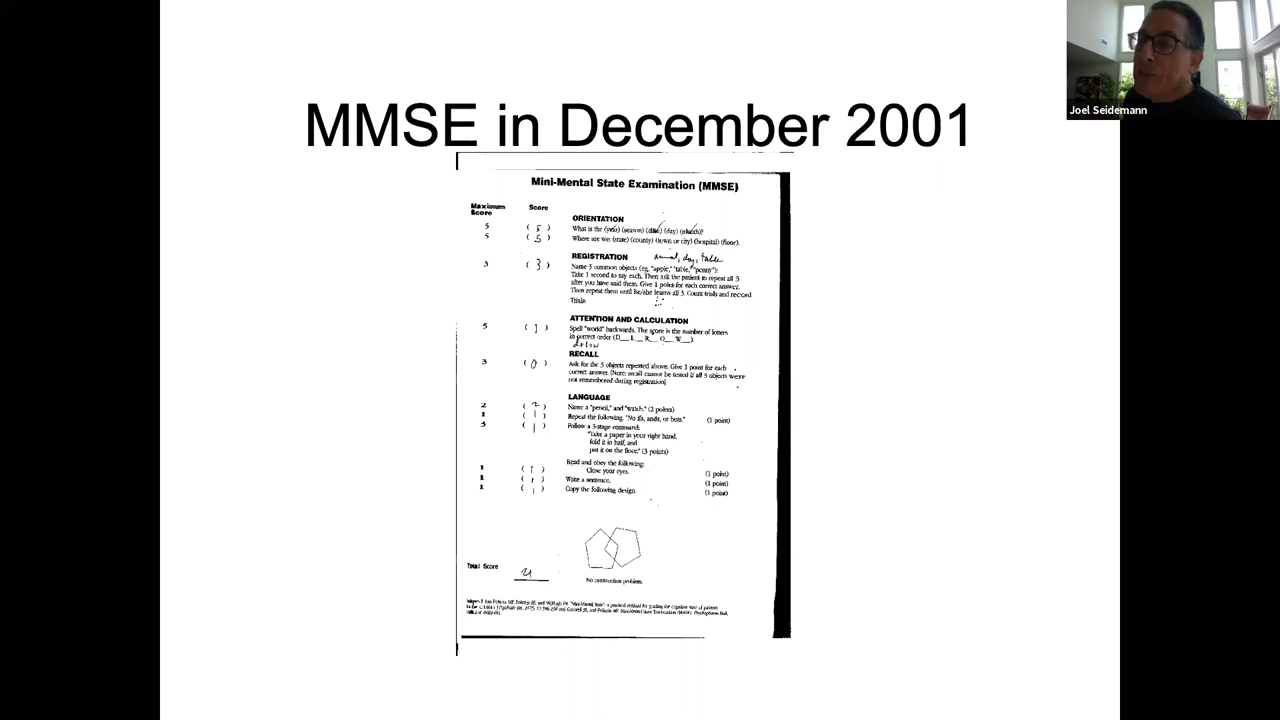 Joel Seidemann
MMSE in December 2001
Mini-Mental State Examination (MMSE)
Maximum Score
Score
ORIENTATION
5 ( 5 ) What is the (year) (season) (date) (day) (month)?
5 ( 5 ) Where are we: (state) (county) (town or city) (hospital) (floor).
REGISTRATION
3 ( 3 ) Name 3 common objects (eg, "apple," "table," "penny"):
Take 1 second to say each. Then ask the patient to repeat all 3
after you have said them. Give 1 point for each correct answer.
Then repeat them until he/she learns all 3. Count trials and record
Trials:
ATTENTION AND CALCULATION
5 ( 1 ) Spell "world" backwards. The score is the number of letters
in correct order (D__ L__ R__ O__ W__).
RECALL
3 ( 0 ) Ask for the 3 objects repeated above. Give 1 point for each
correct answer. [Note: recall cannot be tested if all 3 objects were
not remembered during registration]
LANGUAGE
2 ( 2 ) Name a "pencil," and "watch." (2 points)
1 ( 1 ) Repeat the following. "No ifs, ands, or buts." (1 point)
3 ( 1 ) Follow a 3-stage command:
"Take a paper in your right hand,
fold it in half, and
put it on the floor." (3 points)
Read and obey the following:
1 ( 1 ) Close your eyes. (1 point)
1 ( 1 ) Write a sentence. (1 point)
1 ( 1 ) Copy the following design. (1 point)
Total Score 21
No construction problem.